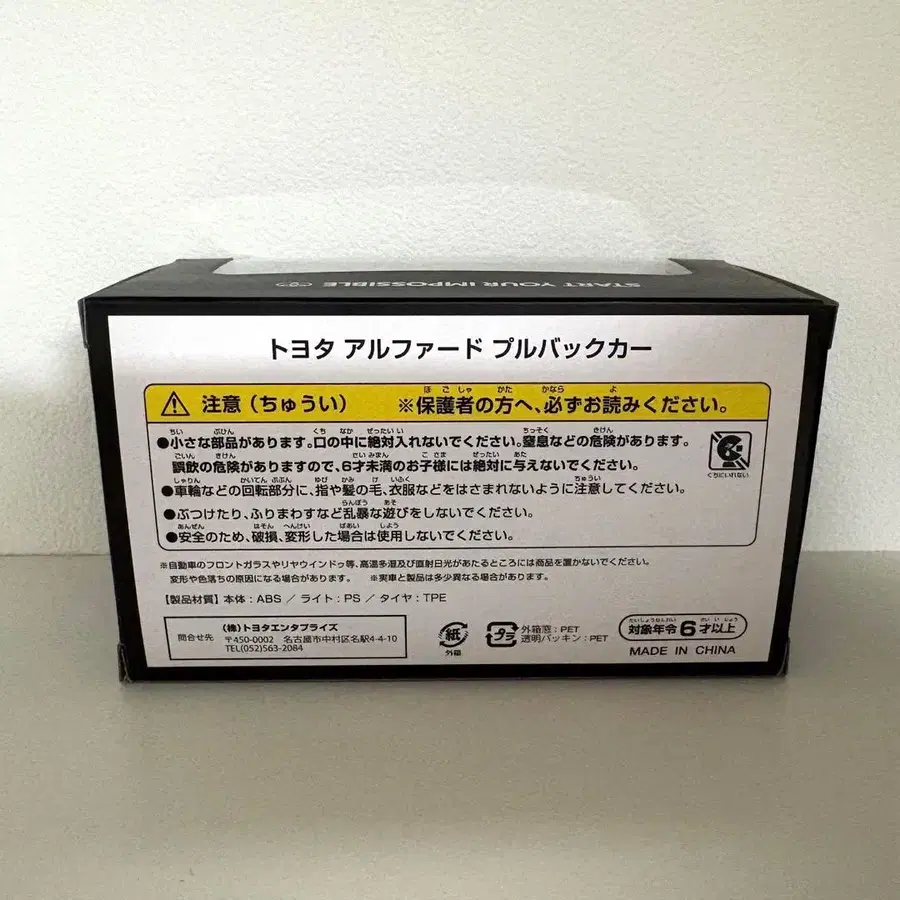 START YOUR IMPOSSIBLE
トヨタ アルファード プルバックカー
注意(ちゅうい) ※保護者の方へ、必ずお読みください。
●小さな部品があります。口の中に絶対入れないでください。窒息などの危険があります。
誤飲の危険がありますので、6才未満のお子様には絶対に与えないでください。
くちにいれない
●車輪などの回転部分に、指や髪の毛、衣服などをはさまれないように注意してください。
●ぶつけたり、ふりまわすなど乱暴な遊びをしないでください。
●安全のため、破損、変形した場合は使用しないでください。
※自動車のフロントガラスやリヤウインドゥ等、高温多湿及び直射日光があたるところには商品を置かないでください。
変形や色落ちの原因になる場合があります。 ※実車と製品は多少異なる場合があります。
【製品材質】本体:ABS / ライト:PS / タイヤ:TPE
問合せ先
(株)トヨタエンタプライズ
〒450-0002 名古屋市中村区名駅4-4-10
TEL(052)563-2084
紙
外箱
プラ
外箱窓:PET
透明パッキン:PET
対象年令6才以上
MADE IN CHINA